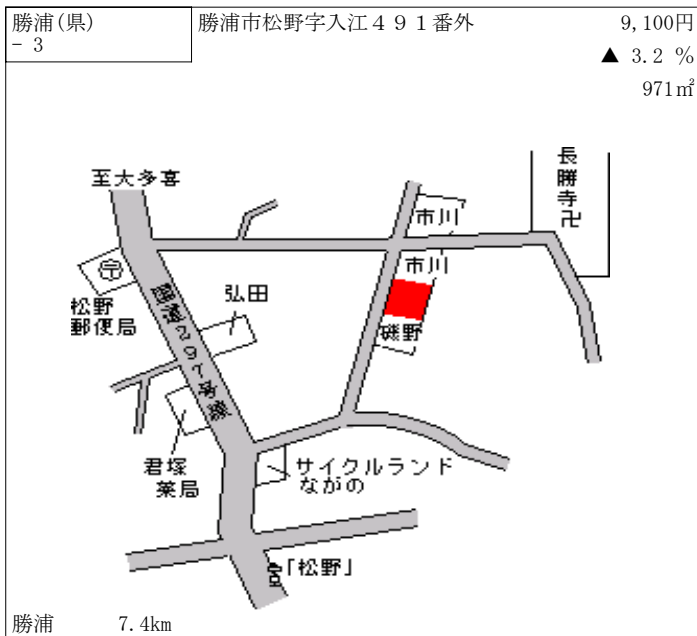 勝浦(県)
- 3
勝浦市松野字入江４９１番外
9,100円
▲ 3.2 %
971㎡
至大多喜
長勝寺卍
市川
市川
〒
松野
郵便局
弘田
国道297号線
磯野
君塚
薬局
サイクルランド
ながの
「松野」
勝浦 7.4km